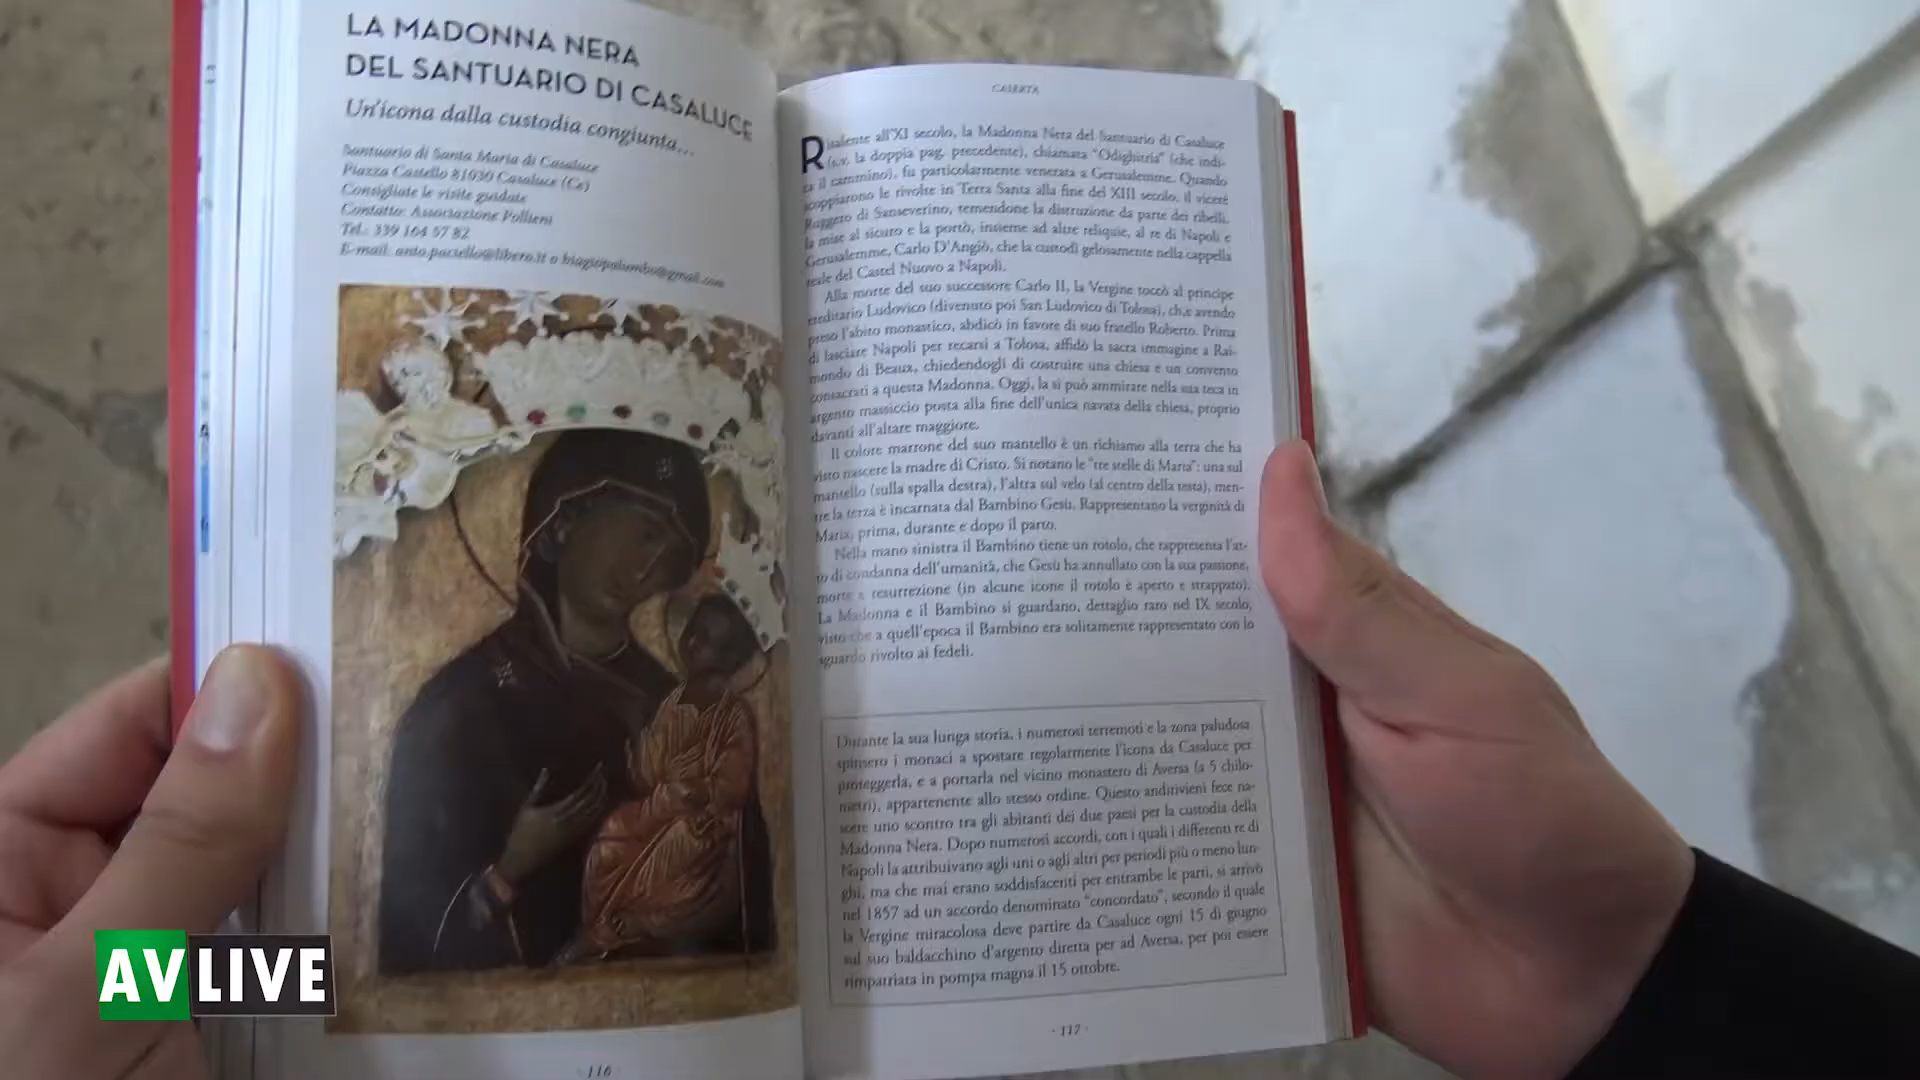 LA MADONNA NERA
DEL SANTUARIO DI CASALUCE
Un'icona dalla custodia congiunta...
Santuario di Santa Maria di Casaluce
Piazza Castello 81030 Casaluce (Ce)
Consigliate le visite guidate
Contatto: Associazione Pollieni
Tel.: 339 164 57 82
E-mail: anto.parsello@libero.it o biagiopalumbo@gmail.com
116
CASERTA
Risalente all'XI secolo, la Madonna Nera del Santuario di Casaluce
(s.v. la doppia pag. precedente), chiamata "Odighitria" (che indi-
ca il cammino), fu particolarmente venerata a Gerusalemme. Quando
scoppiarono le rivolte in Terra Santa alla fine del XIII secolo, il viceré
Ruggero di Sanseverino, temendone la distruzione da parte dei ribelli,
la mise al sicuro e la portò, insieme ad altre reliquie, al re di Napoli e
Gerusalemme, Carlo D'Angiò, che la custodì gelosamente nella cappella
reale del Castel Nuovo a Napoli.
Alla morte del suo successore Carlo II, la Vergine toccò al principe
ereditario Ludovico (divenuto poi San Ludovico di Tolosa), che avendo
preso l'abito monastico, abdicò in favore di suo fratello Roberto. Prima
di lasciare Napoli per recarsi a Tolosa, affidò la sacra immagine a Rai-
mondo di Beaux, chiedendogli di costruire una chiesa e un convento
consacrati a questa Madonna. Oggi, la si può ammirare nella sua teca in
argento massiccio posta alla fine dell'unica navata della chiesa, proprio
davanti all'altare maggiore.
Il colore marrone del suo mantello è un richiamo alla terra che ha
visto nascere la madre di Cristo. Si notano le "tre stelle di Maria": una sul
mantello (sulla spalla destra), l'altra sul velo (al centro della testa), men-
tre la terza è incarnata dal Bambino Gesù. Rappresentano la verginità di
Maria, prima, durante e dopo il parto.
Nella mano sinistra il Bambino tiene un rotolo, che rappresenta l'at-
to di condanna dell'umanità, che Gesù ha annullato con la sua passione,
morte e resurrezione (in alcune icone il rotolo è aperto e strappato).
La Madonna e il Bambino si guardano, dettaglio raro nel IX secolo,
visto che a quell'epoca il Bambino era solitamente rappresentato con lo
sguardo rivolto ai fedeli.
Durante la sua lunga storia, i numerosi terremoti e la zona paludosa
spinsero i monaci a spostare regolarmente l'icona da Casaluce per
proteggerla, e a portarla nel vicino monastero di Aversa (a 5 chilo-
metri), appartenente allo stesso ordine. Questo andirivieni fece na-
scere uno scontro tra gli abitanti dei due paesi per la custodia della
Madonna Nera. Dopo numerosi accordi, con i quali i differenti re di
Napoli la attribuivano agli uni o agli altri per periodi più o meno lun-
ghi, ma che mai erano soddisfacenti per entrambe le parti, si arrivò
nel 1857 ad un accordo denominato "concordato", secondo il quale
la Vergine miracolosa deve partire da Casaluce ogni 15 di giugno
sul suo baldacchino d'argento diretta per ad Aversa, per poi essere
rimpatriata in pompa magna il 15 ottobre.
· 117 ·
AVLIVE